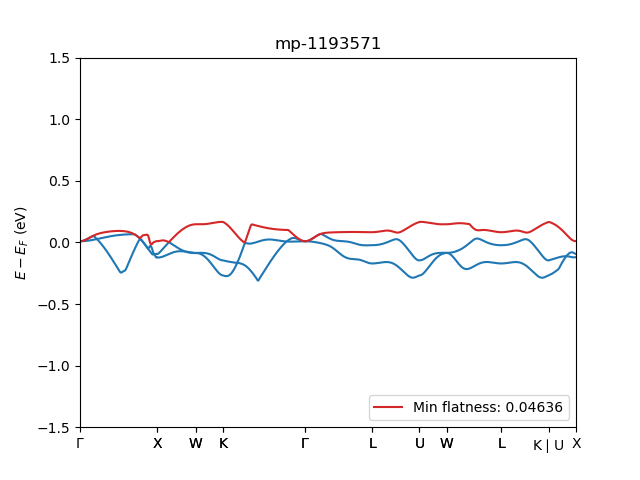 mp-1193571
1.5
1.0
0.5
0.0
−0.5
−1.0
−1.5
E − E_F (eV)
Min flatness: 0.04636
Γ X W K Γ L U W L K | U X